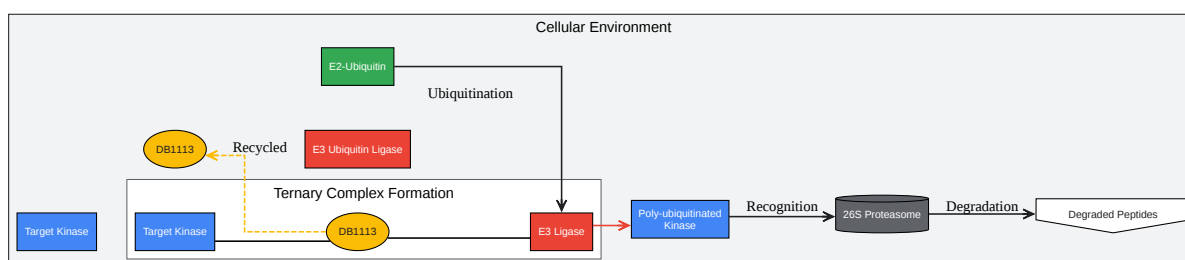 Cellular Environment
E2-Ubiquitin
Ubiquitination
DB1113
Recycled
E3 Ubiquitin Ligase
Ternary Complex Formation
Target Kinase
Target Kinase
DB1113
E3 Ligase
Poly-ubiquitinated
Kinase
Recognition
26S Proteasome
Degradation
Degraded Peptides